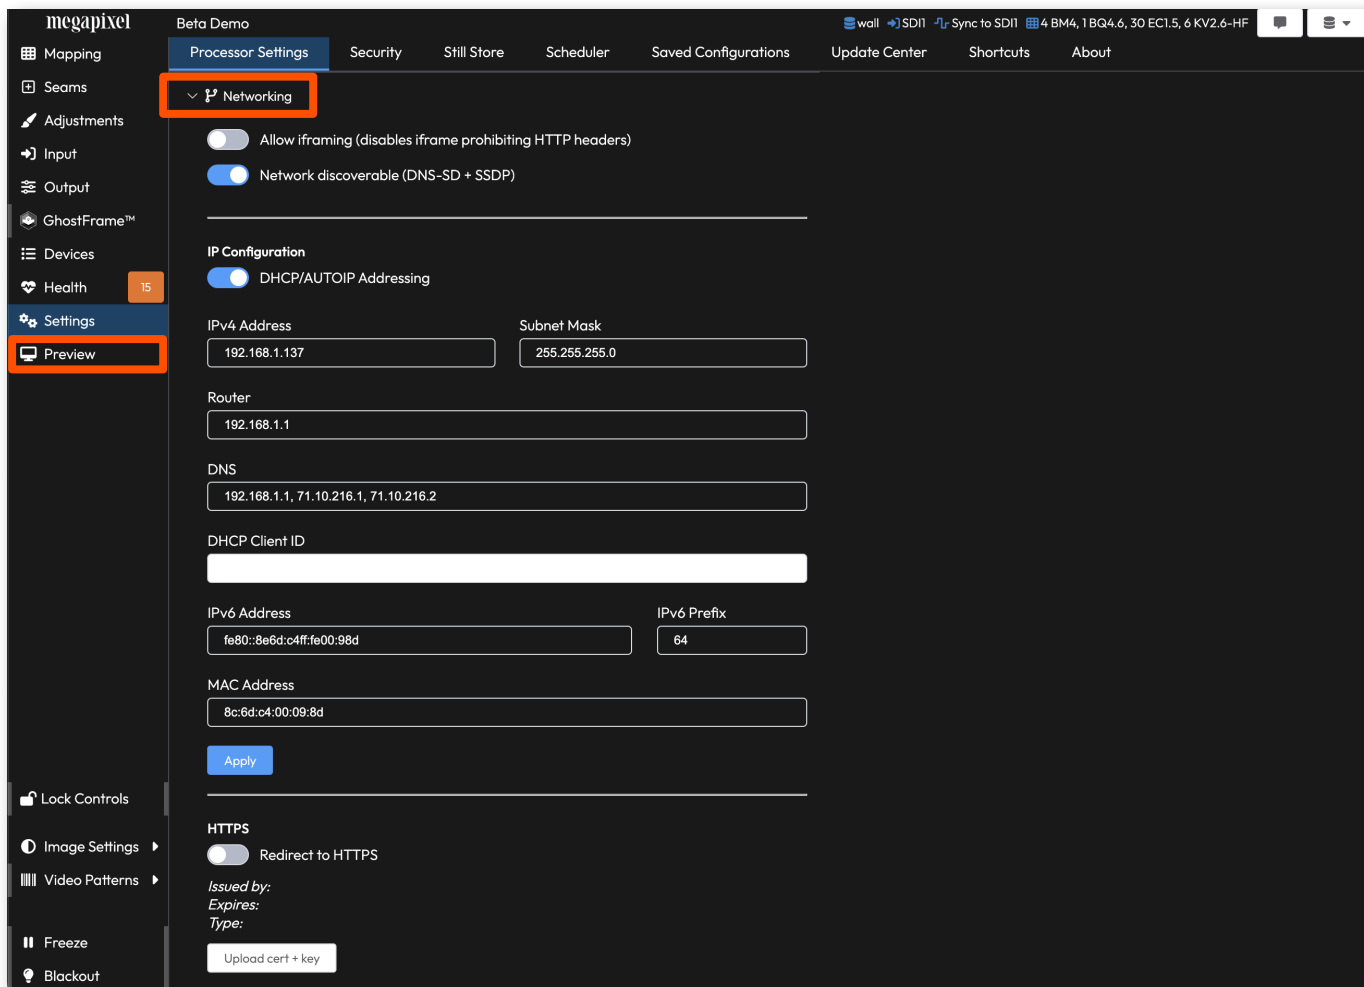 megapixel
Beta Demo
wall SDI1 Sync to SDI1 4 BM4, 1 BQ4.6, 30 EC1.5, 6 KV2.6-HF
Mapping
Seams
Adjustments
Input
Output
GhostFrame™
Devices
Health 15
Settings
Preview
Lock Controls
Image Settings
Video Patterns
Freeze
Blackout
Processor Settings Security Still Store Scheduler Saved Configurations Update Center Shortcuts About
Networking
Allow iframing (disables iframe prohibiting HTTP headers)
Network discoverable (DNS-SD + SSDP)
IP Configuration
DHCP/AUTOIP Addressing
IPv4 Address Subnet Mask
192.168.1.137 255.255.255.0
Router
192.168.1.1
DNS
192.168.1.1, 71.10.216.1, 71.10.216.2
DHCP Client ID
IPv6 Address IPv6 Prefix
fe80::8e6d:c4ff:fe00:98d 64
MAC Address
8c:6d:c4:00:09:8d
Apply
HTTPS
Redirect to HTTPS
Issued by:
Expires:
Type:
Upload cert + key